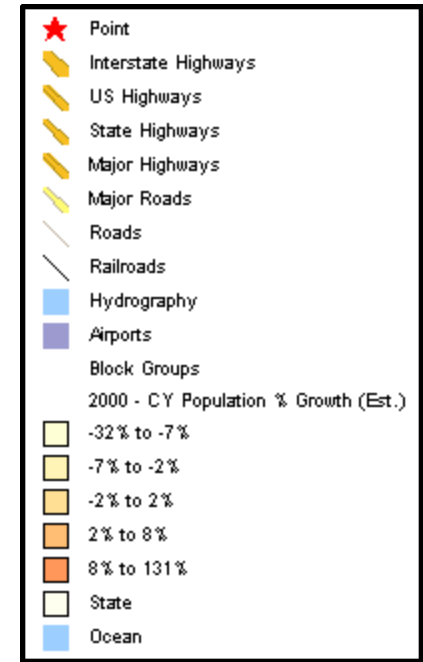 Point
Interstate Highways
US Highways
State Highways
Major Highways
Major Roads
Roads
Railroads
Hydrography
Airports
Block Groups
2000 - CY Population % Growth (Est.)
-32% to -7%
-7% to -2%
-2% to 2%
2% to 8%
8% to 131%
State
Ocean